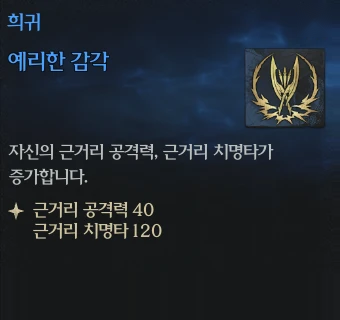 희귀
예리한 감각
자신의 근거리 공격력, 근거리 치명타가
증가합니다.
근거리 공격력 40
근거리 치명타 120